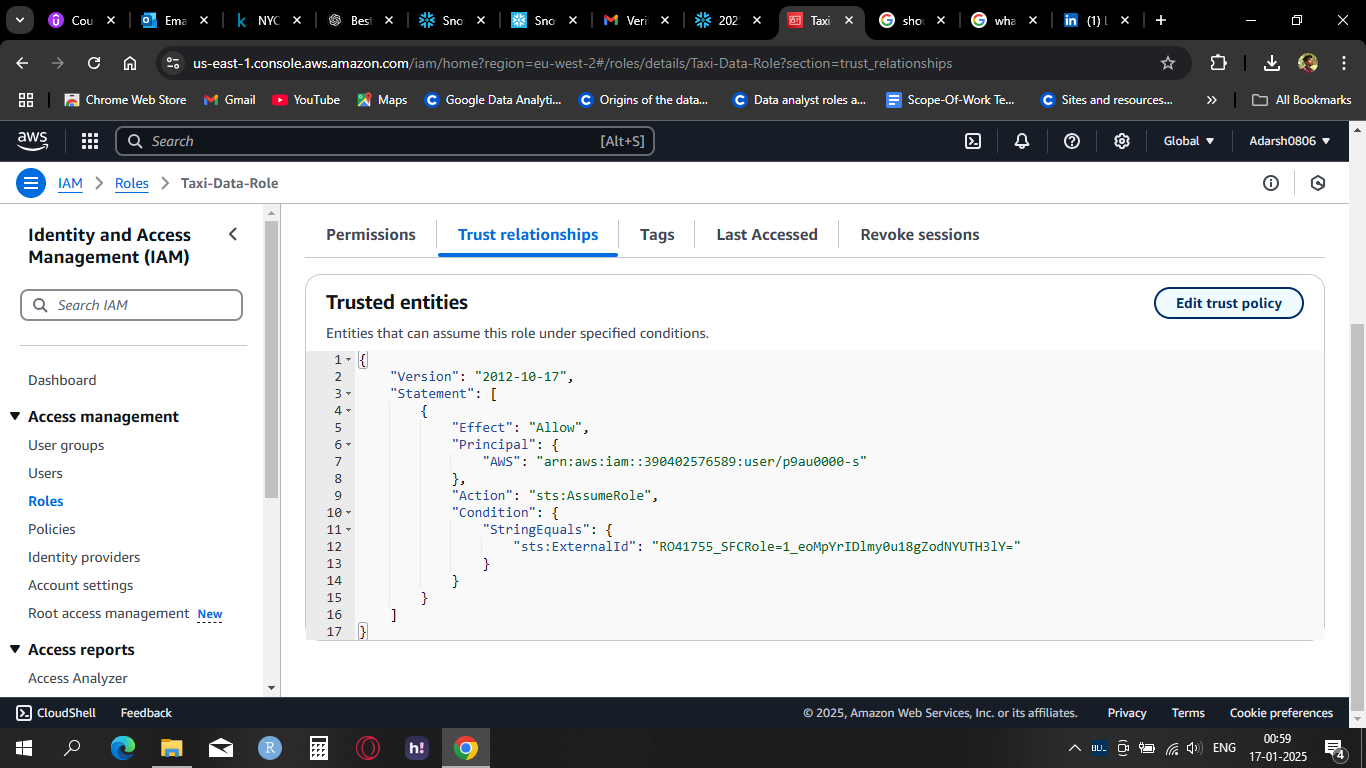 Cou
Ema
NYC
Best
Snov
Snov
Veri
202
Taxi
sho
wha
(1) L
us-east-1.console.aws.amazon.com/iam/home?region=eu-west-2#/roles/details/Taxi-Data-Role?section=trust_relationships
Chrome Web Store
Gmail
YouTube
Maps
Google Data Analyti...
Origins of the data...
Data analyst roles a...
Scope-Of-Work Te...
Sites and resources...
»
All Bookmarks
aws
Search
[Alt+S]
Global
Adarsh0806
IAM
Roles
Taxi-Data-Role
Identity and Access
Management (IAM)
Search IAM
Dashboard
Access management
User groups
Users
Roles
Policies
Identity providers
Account settings
Root access management New
Access reports
Access Analyzer
Permissions
Trust relationships
Tags
Last Accessed
Revoke sessions
Trusted entities
Edit trust policy
Entities that can assume this role under specified conditions.
1 {
2 "Version": "2012-10-17",
3 "Statement": [
4 {
5 "Effect": "Allow",
6 "Principal": {
7 "AWS": "arn:aws:iam::390402576589:user/p9au0000-s"
8 },
9 "Action": "sts:AssumeRole",
10 "Condition": {
11 "StringEquals": {
12 "sts:ExternalId": "RO41755_SFCRole=1_eoMpYrIDlmy0u18gZodNYUTH3lY="
13 }
14 }
15 }
16 ]
17 }
CloudShell
Feedback
© 2025, Amazon Web Services, Inc. or its affiliates.
Privacy
Terms
Cookie preferences
R
h!
ENG
00:59
17-01-2025
4